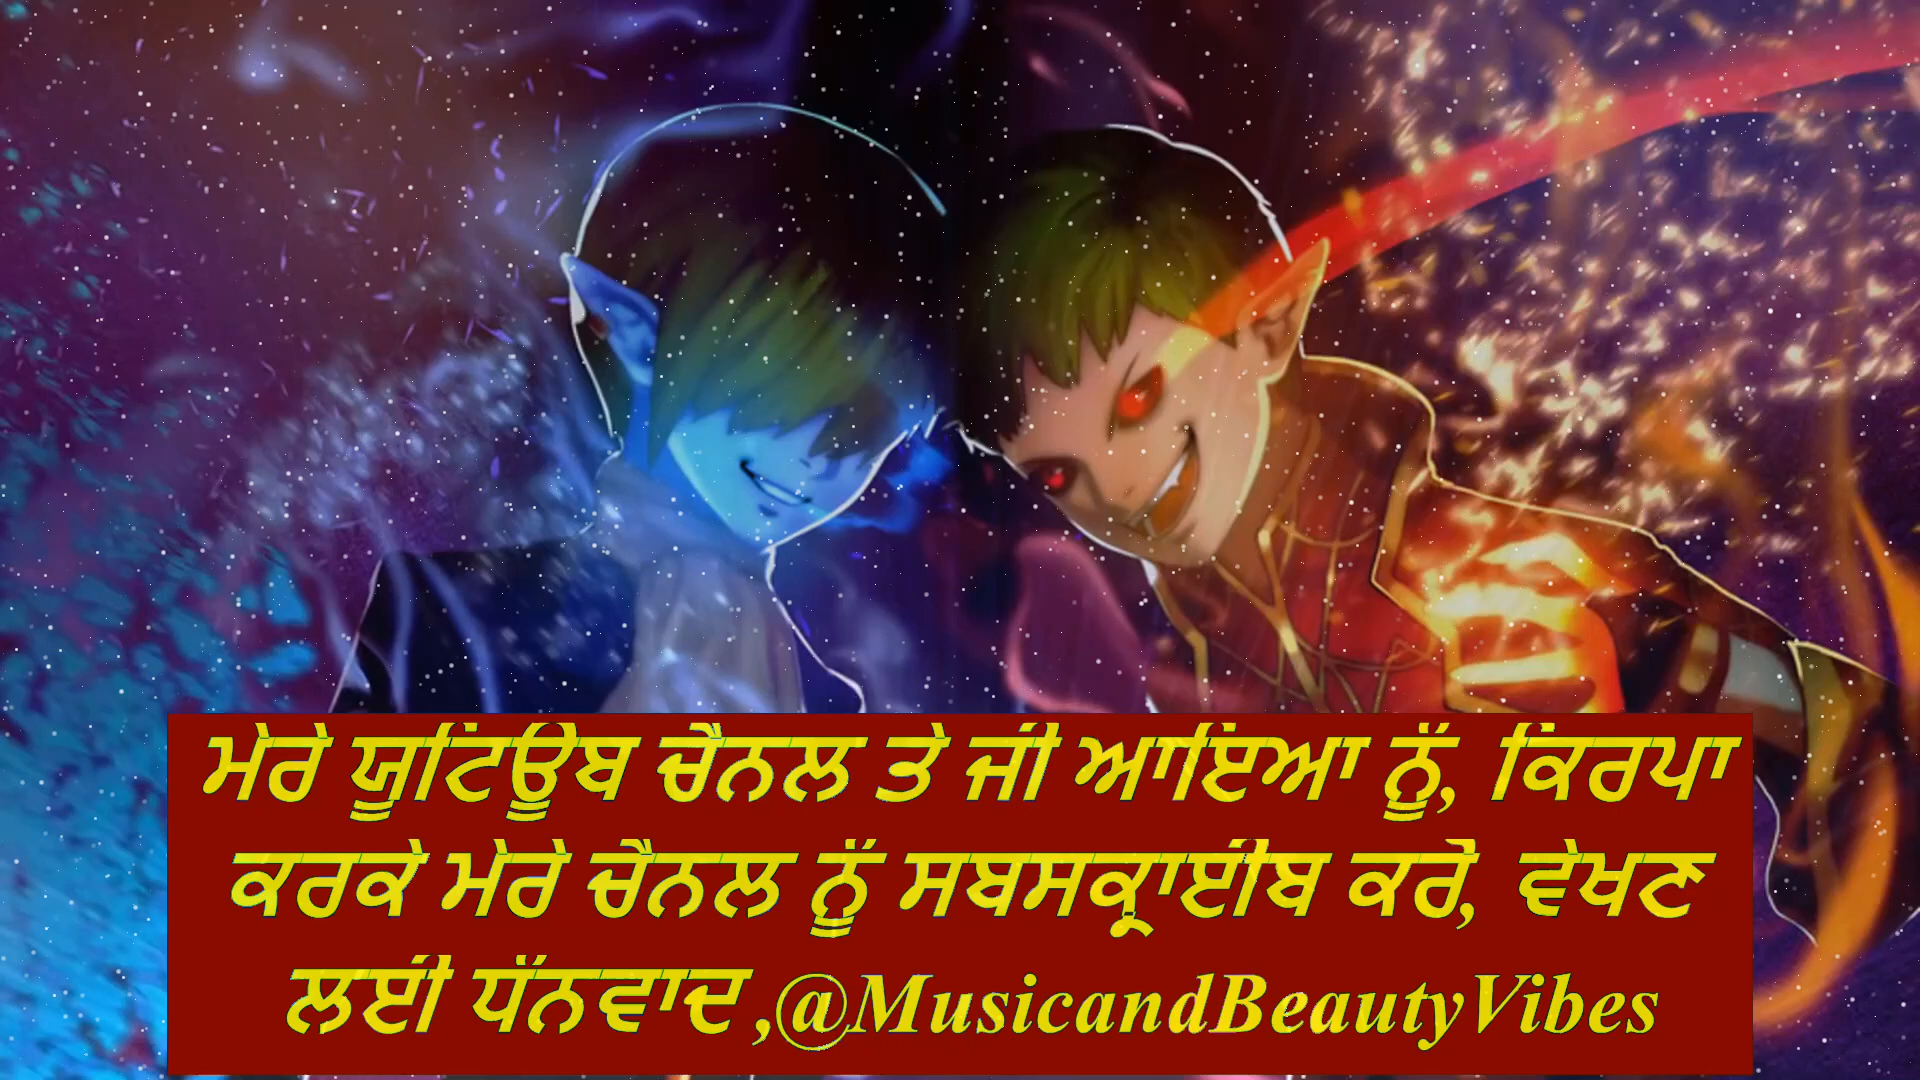 ਮੇਰੇ ਯੂਟਿਊਬ ਚੈਨਲ ਤੇ ਜੀ ਆਇਆ ਨੂੰ, ਕਿਰਪਾ
ਕਰਕੇ ਮੇਰੇ ਚੈਨਲ ਨੂੰ ਸਬਸਕ੍ਰਾਈਬ ਕਰੋ, ਵੇਖਣ
ਲਈ ਧੰਨਵਾਦ ,@MusicandBeautyVibes